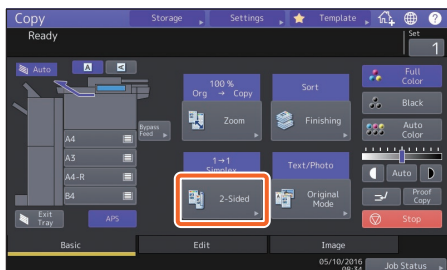 Copy
Storage
Settings
Template
Ready
Set
1
Auto
A
100 %
Org → Copy
Sort
Full
Color
Zoom
Finishing
Black
Bypass
Feed
Auto
Color
A4
A3
A4-R
B4
1→1
Simplex
Text/Photo
Auto
2-Sided
Original
Mode
Proof
Copy
Exit
Tray
APS
Stop
Basic
Edit
Image
05/10/2016
08:34
Job Status